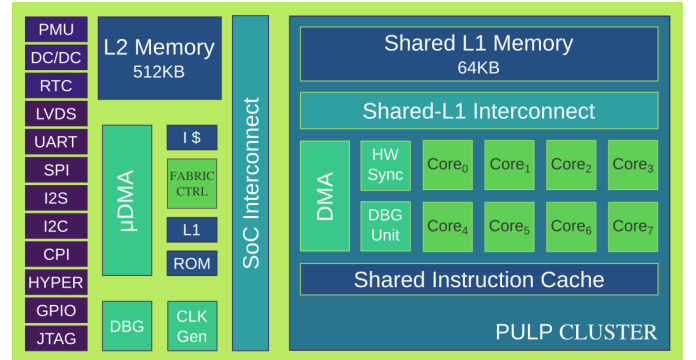 PMU
DC/DC
RTC
LVDS
UART
SPI
I2S
I2C
CPI
HYPER
GPIO
JTAG
L2 Memory
512KB
μDMA
I $
FABRIC
CTRL
L1
ROM
DBG
CLK
Gen
SoC Interconnect
Shared L1 Memory
64KB
Shared-L1 Interconnect
DMA
HW
Sync
Core₀
Core₁
Core₂
Core₃
DBG
Unit
Core₄
Core₅
Core₆
Core₇
Shared Instruction Cache
PULP CLUSTER